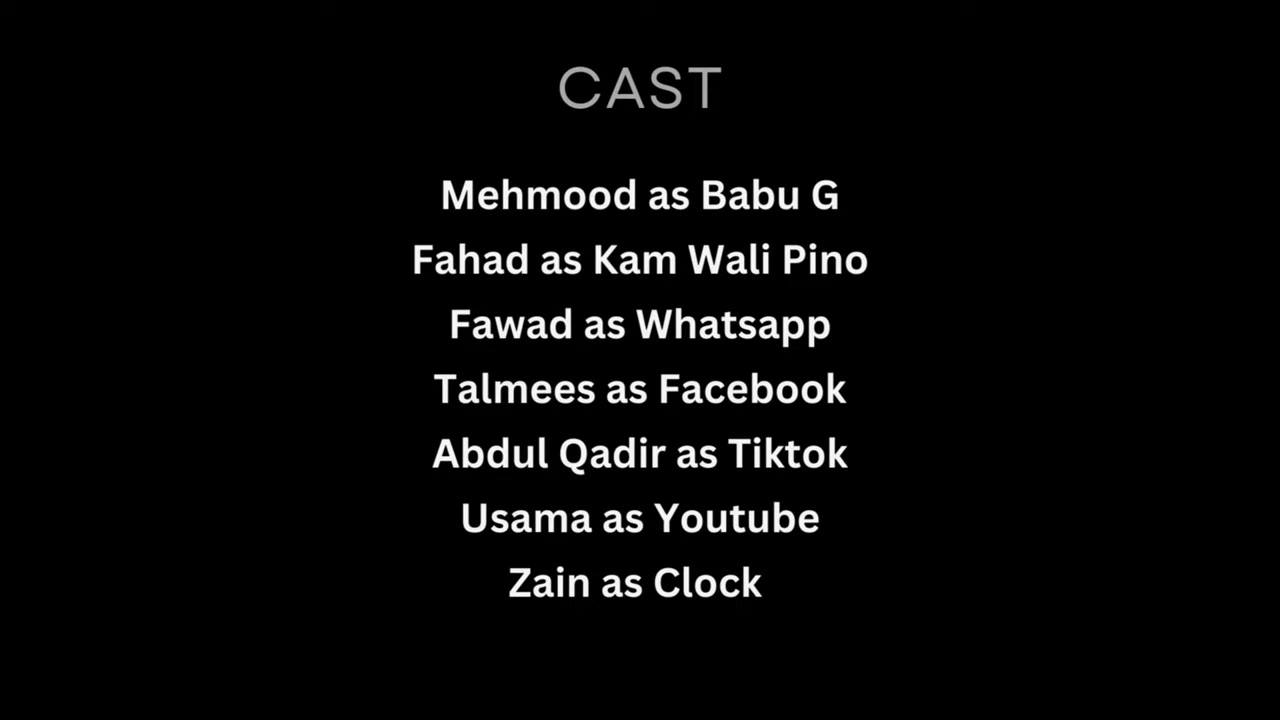 CAST
Mehmood as Babu G
Fahad as Kam Wali Pino
Fawad as Whatsapp
Talmees as Facebook
Abdul Qadir as Tiktok
Usama as Youtube
Zain as Clock